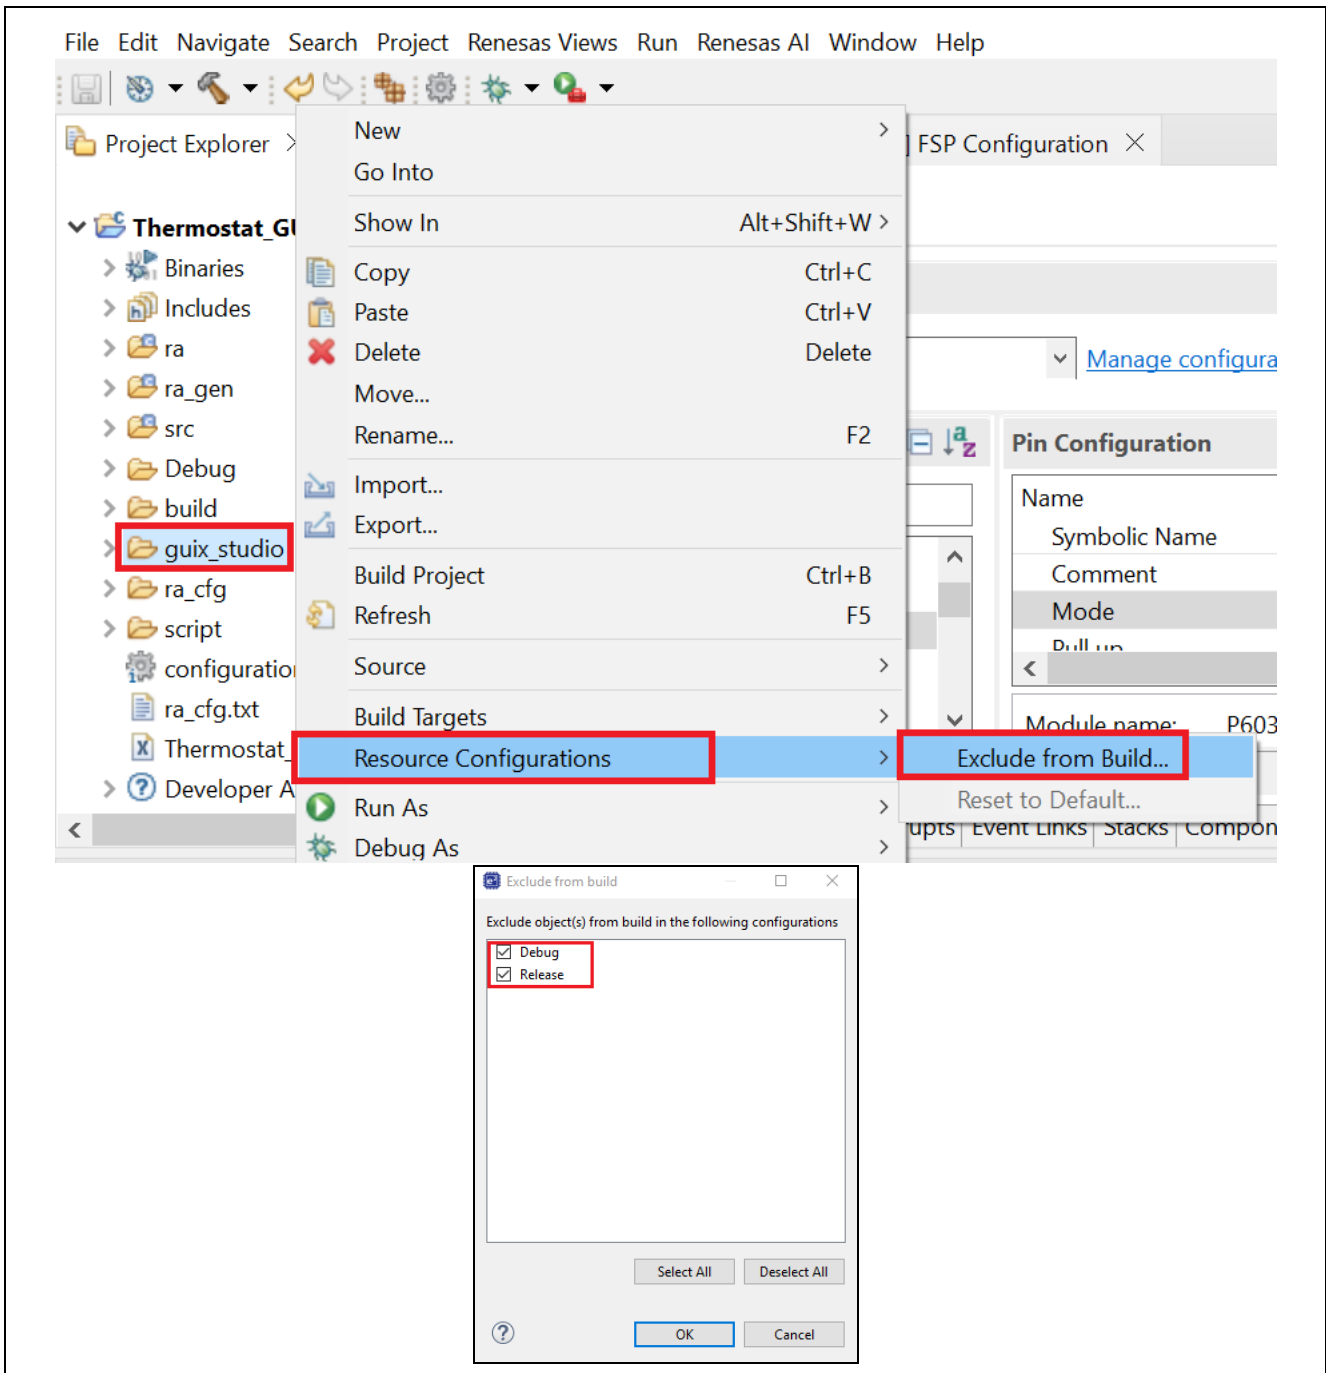 File Edit Navigate Search Project Renesas Views Run Renesas AI Window Help
Project Explorer
FSP Configuration
Thermostat_GU
Binaries
Includes
ra
ra_gen
src
Debug
build
guix_studio
ra_cfg
script
configuration
ra_cfg.txt
Thermostat_
Developer A
New
Go Into
Show In Alt+Shift+W
Copy Ctrl+C
Paste Ctrl+V
Delete Delete
Move...
Rename... F2
Import...
Export...
Build Project Ctrl+B
Refresh F5
Source
Build Targets
Resource Configurations
Run As
Debug As
Exclude from Build...
Reset to Default...
Manage configura
Pin Configuration
Name
Symbolic Name
Comment
Mode
Pull up
Module name: P603
upts Event Links Stacks Compon
Exclude from build
Exclude object(s) from build in the following configurations
Debug
Release
Select All Deselect All
OK Cancel